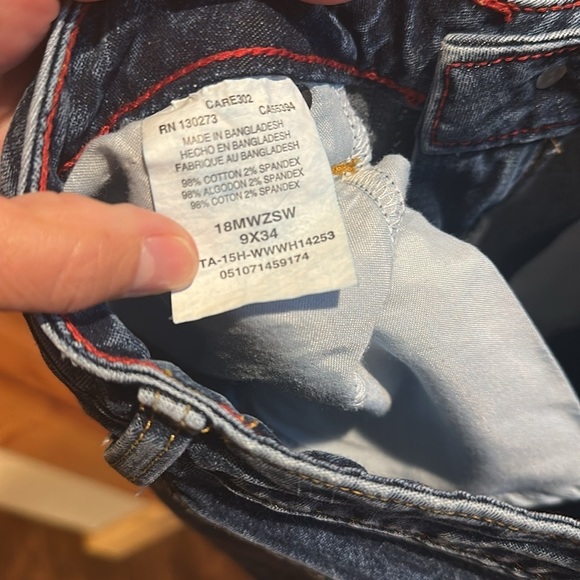 CARE302
RN 130273 CA55394
MADE IN BANGLADESH
HECHO EN BANGLADESH
FABRIQUE AU BANGLADESH
98% COTTON 2% SPANDEX
98% ALGODON 2% SPANDEX
98% COTON 2% SPANDEX
18MWZSW
9X34
TA-15H-WWWH14253
051071459174